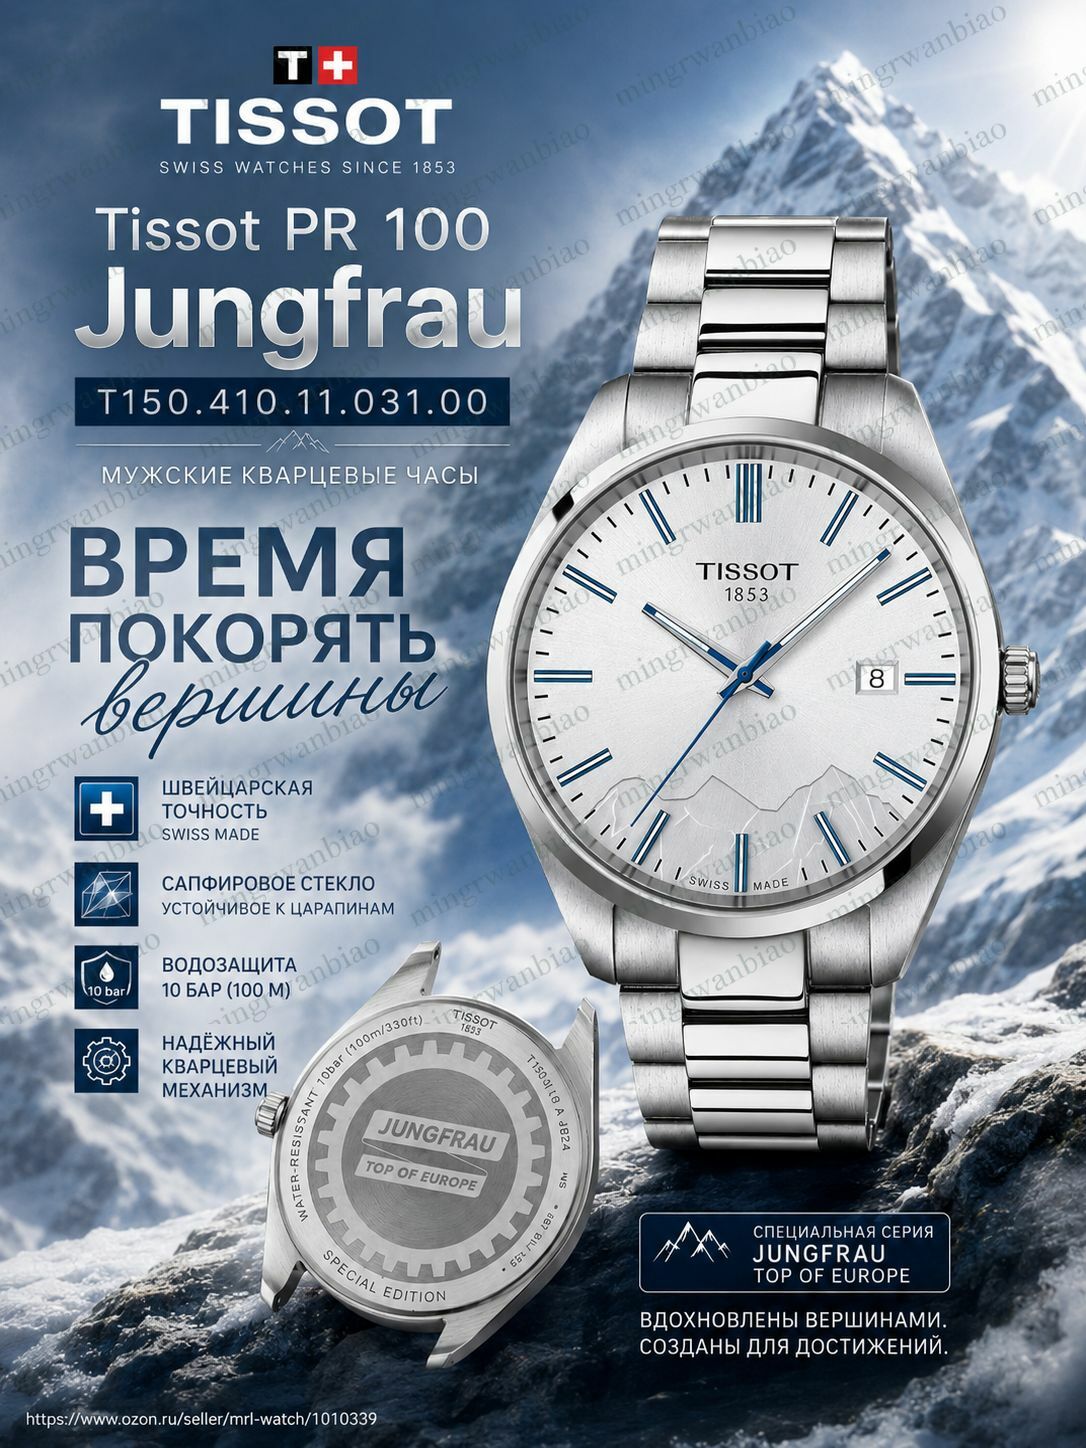 T+
TISSOT
SWISS WATCHES SINCE 1853
Tissot PR 100
Jungfrau
T150.410.11.031.00
МУЖСКИЕ КВАРЦЕВЫЕ ЧАСЫ
ВРЕМЯ
ПОКОРЯТЬ
вершины
ШВЕЙЦАРСКАЯ
ТОЧНОСТЬ
SWISS MADE
САПФИРОВОЕ СТЕКЛО
УСТОЙЧИВОЕ К ЦАРАПИНАМ
10 bar
ВОДОЗАЩИТА
10 БАР (100 М)
НАДЁЖНЫЙ
КВАРЦЕВЫЙ
МЕХАНИЗМ
TISSOT
1853
8
SWISS MADE
WATER-RESISSANT 10bar (100m/330ft)
TISSOT
1853
JUNGFRAU
TOP OF EUROPE
SPECIAL EDITION
СПЕЦИАЛЬНАЯ СЕРИЯ
JUNGFRAU
TOP OF EUROPE
ВДОХНОВЛЕНЫ ВЕРШИНАМИ.
СОЗДАНЫ ДЛЯ ДОСТИЖЕНИЙ.
https://www.ozon.ru/seller/mrl-watch/1010339
mingrwanbiao